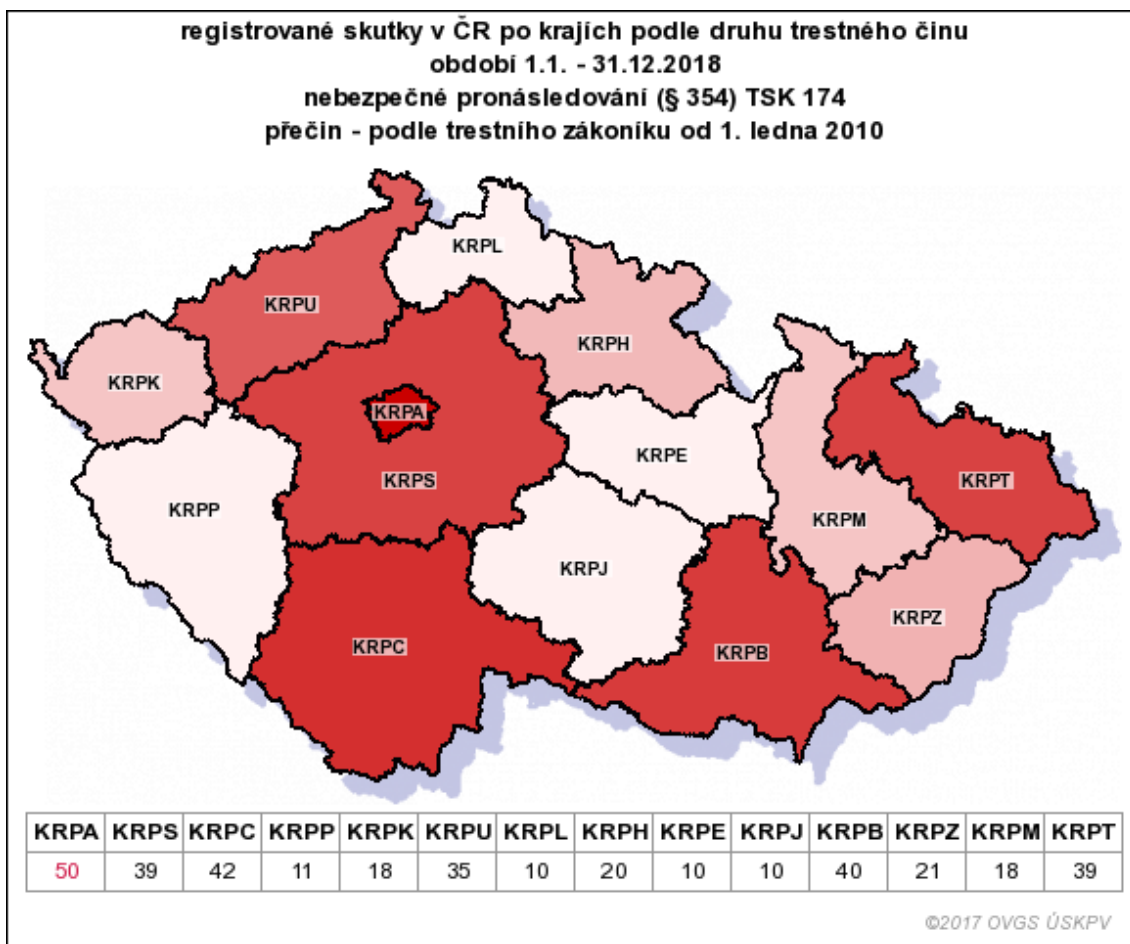 registrované skutky v ČR po krajích podle druhu trestného činu
období 1.1. - 31.12.2018
nebezpečné pronásledování (§ 354) TSK 174
přečin - podle trestního zákoníku od 1. ledna 2010
KRPL
KRPU
KRPH
KRPK
KRPA
KRPE
KRPS
KRPT
KRPP
KRPM
KRPJ
KRPZ
KRPC
KRPB
KRPA KRPS KRPC KRPP KRPK KRPU KRPL KRPH KRPE KRPJ KRPB KRPZ KRPM KRPT
50 39 42 11 18 35 10 20 10 10 40 21 18 39
©2017 OVGS ÚSKPV